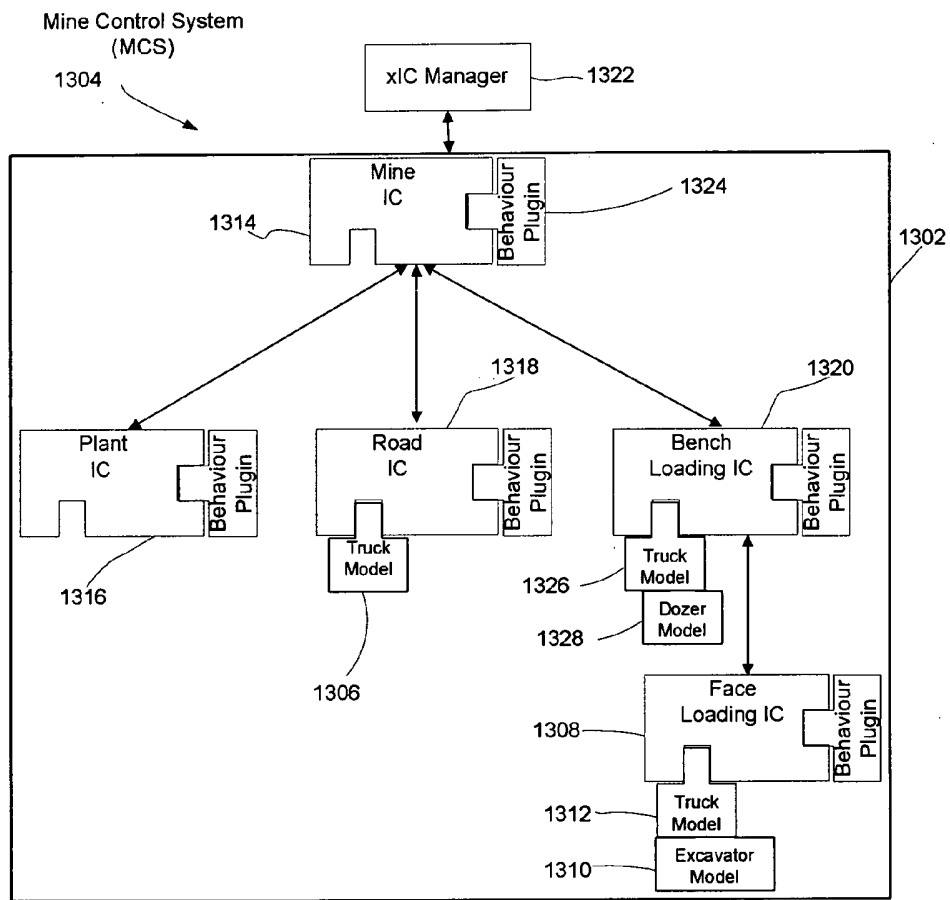 Mine Control System
(MCS)
1304
xIC Manager
1322
Mine
IC
Behaviour
Plugin
1324
1314
1302
1318
1320
Plant
IC
Behaviour
Plugin
Road
IC
Behaviour
Plugin
Bench
Loading IC
Behaviour
Plugin
Truck
Model
1326
Truck
Model
1316
1328
Dozer
Model
1306
Face
Loading IC
Behaviour
Plugin
1308
1312
Truck
Model
1310
Excavator
Model